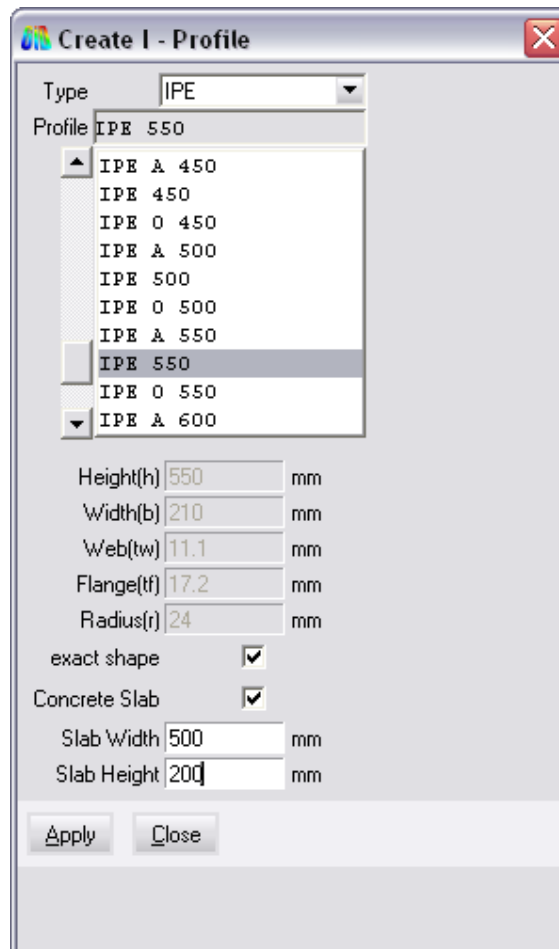 Create I - Profile
Type IPE
Profile IPE 550
IPE A 450
IPE 450
IPE O 450
IPE A 500
IPE 500
IPE O 500
IPE A 550
IPE 550
IPE O 550
IPE A 600
Height(h) 550 mm
Width(b) 210 mm
Web(tw) 11.1 mm
Flange(tf) 17.2 mm
Radius(r) 24 mm
exact shape
Concrete Slab
Slab Width 500 mm
Slab Height 200 mm
Apply Close